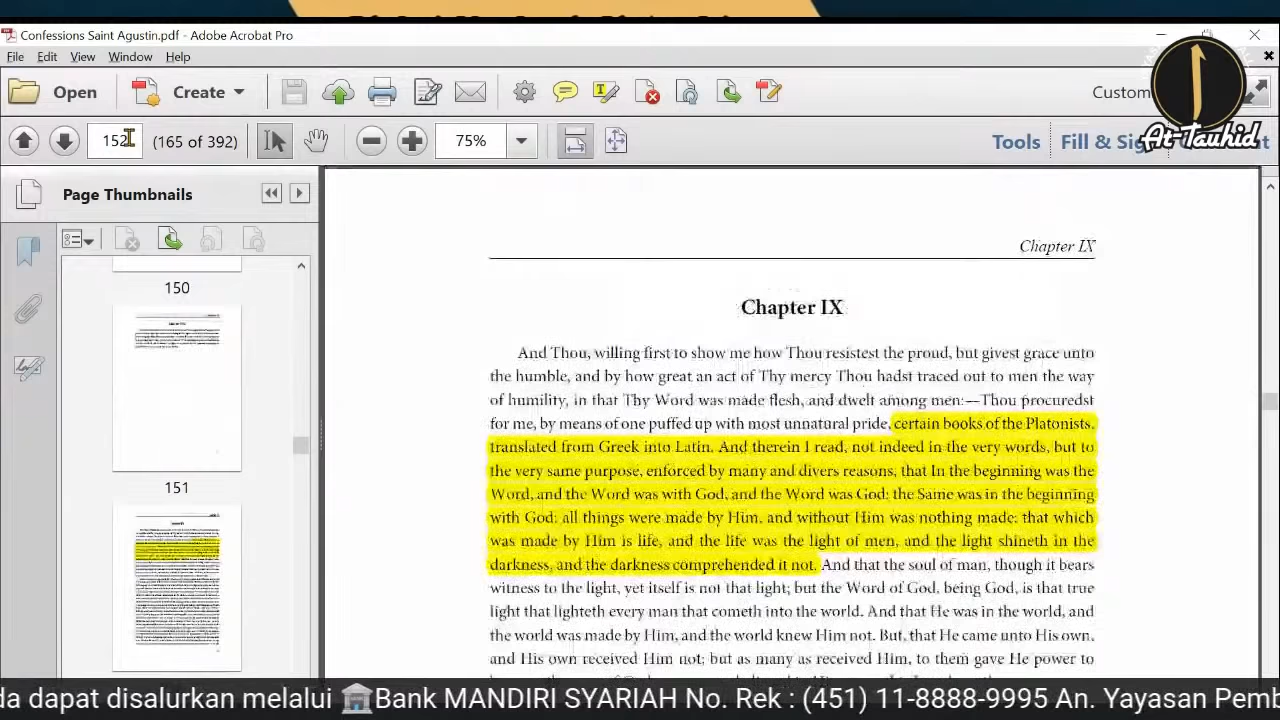 Confessions Saint Agustin.pdf - Adobe Acrobat Pro
File Edit View Window Help
Open Create Custom
152 (165 of 392) 75% Tools Fill & Sig
At-Tauhid
Page Thumbnails
150
151
Chapter IX
Chapter IX
And Thou, willing first to show me how Thou resistest the proud, but givest grace unto
the humble, and by how great an act of Thy mercy Thou hadst traced out to men the way
of humility, in that Thy Word was made flesh, and dwelt among men:—Thou procuredst
for me, by means of one puffed up with most unnatural pride, certain books of the Platonists,
translated from Greek into Latin. And therein I read, not indeed in the very words, but to
the very same purpose, enforced by many and divers reasons, that In the beginning was the
Word, and the Word was with God, and the Word was God: the Same was in the beginning
with God: all things were made by Him, and without Him was nothing made: that which
was made by Him is life, and the life was the light of men, and the light shineth in the
darkness, and the darkness comprehended it not. And that the soul of man, though it bears
witness to the light, yet itself is not that light; but the Word of God, being God, is that true
light that lighteth every man that cometh into the world. And that He was in the world, and
the world was made by Him, and the world knew Him not. But that He came unto His own,
and His own received Him not; but as many as received Him, to them gave He power to
da dapat disalurkan melalui Bank MANDIRI SYARIAH No. Rek : (451) 11-8888-9995 An. Yayasan Pemb